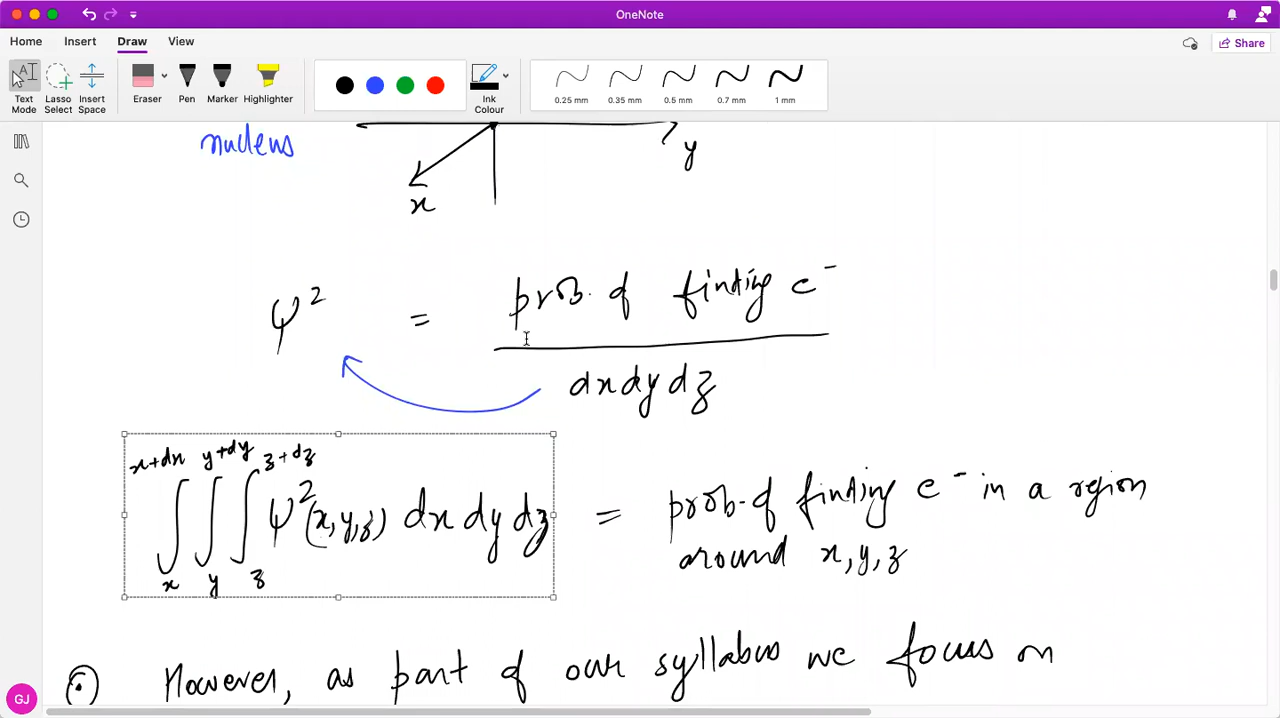 OneNote
Home Insert Draw View
Share
Text Mode
Lasso Select
Insert Space
Eraser
Pen
Marker
Highlighter
Ink Colour
0.25 mm 0.35 mm 0.5 mm 0.7 mm 1 mm
nucleus
y
x
ψ² = prob. of finding e⁻
dxdydz
x+dx y+dy z+dz
∫ ∫ ∫ ψ²(x,y,z) dx dy dz = prob. of finding e⁻ in a region
x y z
around x,y,z
However, as part of our syllabus we focus on
GJ